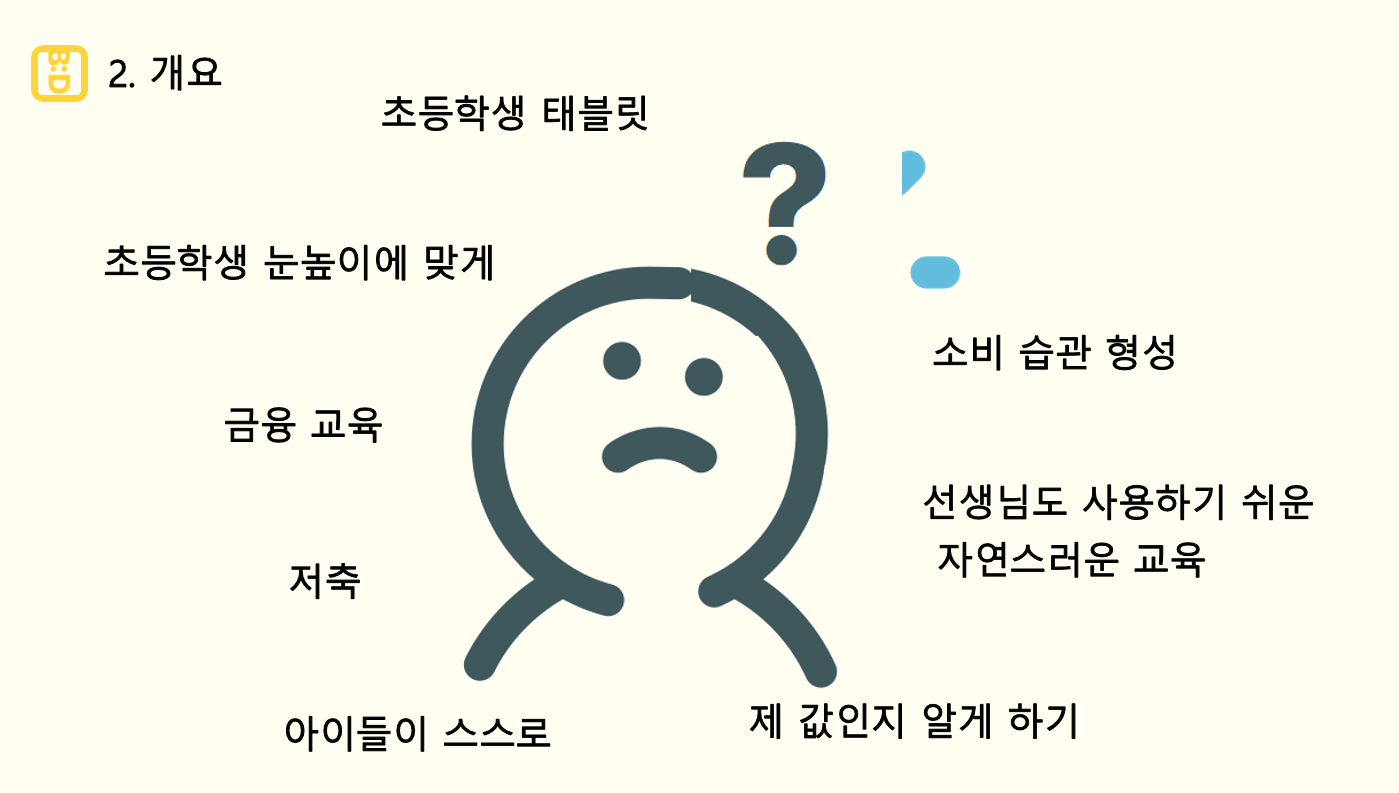 B:D
2. 개요
초등학생 태블릿
?
초등학생 눈높이에 맞게
소비 습관 형성
금융 교육
선생님도 사용하기 쉬운
자연스러운 교육
저축
제 값인지 알게 하기
아이들이 스스로